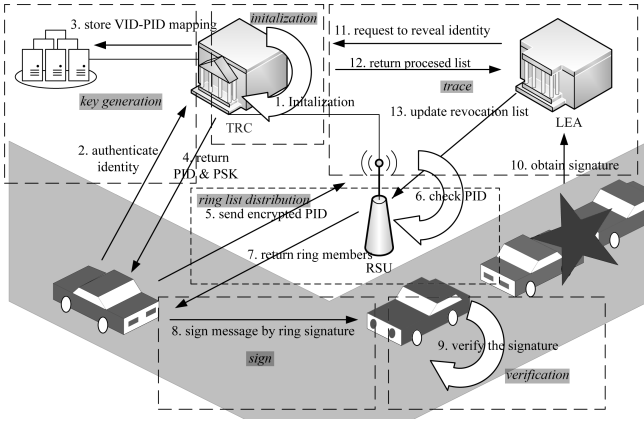 3. store VID-PID mapping
initalization
11. request to reveal identity
12. return procesed list
trace
key generation
1. Initalization
TRC
LEA
13. update revocation list
2. authenticate
identity
4. return
PID & PSK
10. obtain signature
6. check PID
ring list distribution
5. send encrypted PID
7. return ring members
RSU
8. sign message by ring signature
sign
9. verify the signature
verification